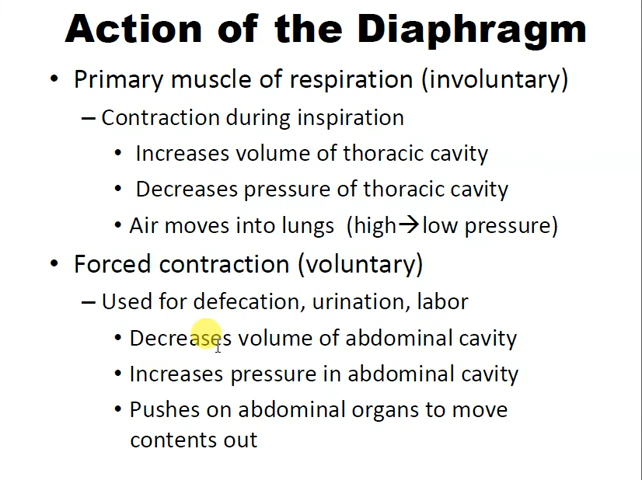 Action of the Diaphragm
• Primary muscle of respiration (involuntary)
– Contraction during inspiration
• Increases volume of thoracic cavity
• Decreases pressure of thoracic cavity
• Air moves into lungs (high→low pressure)
• Forced contraction (voluntary)
– Used for defecation, urination, labor
• Decreases volume of abdominal cavity
• Increases pressure in abdominal cavity
• Pushes on abdominal organs to move
contents out